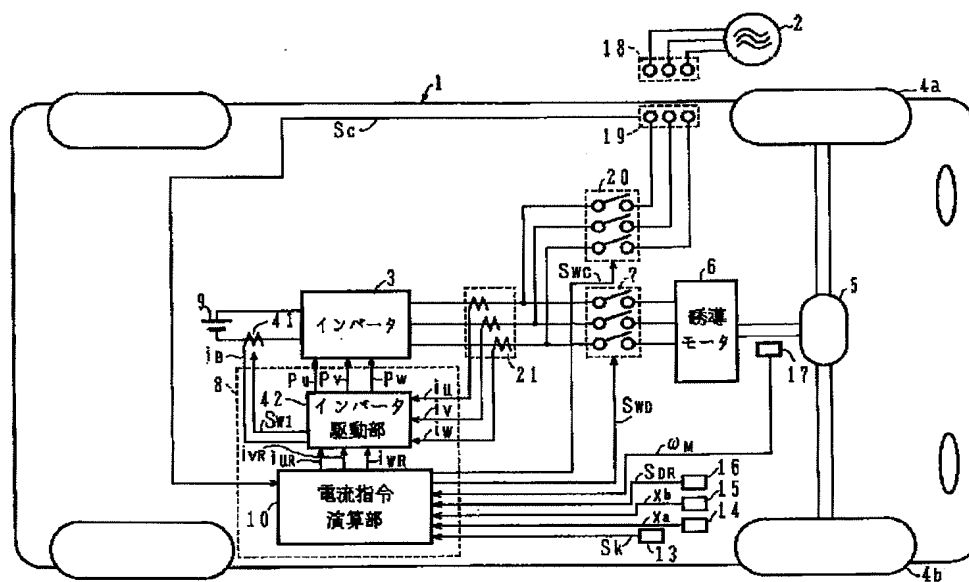 2
18
1
4a
Sc
19
20
SWC
7
6
3
9
41
インバータ
誘導
モータ
5
21
17
iB
Pu
Pv
Pw
8
42
インバータ
駆動部
iu
iv
iw
SW1
SWD
ωM
ivR
iuR
iwR
SDR
16
xb
15
電流指令
演算部
10
xa
14
Sk
13
4b